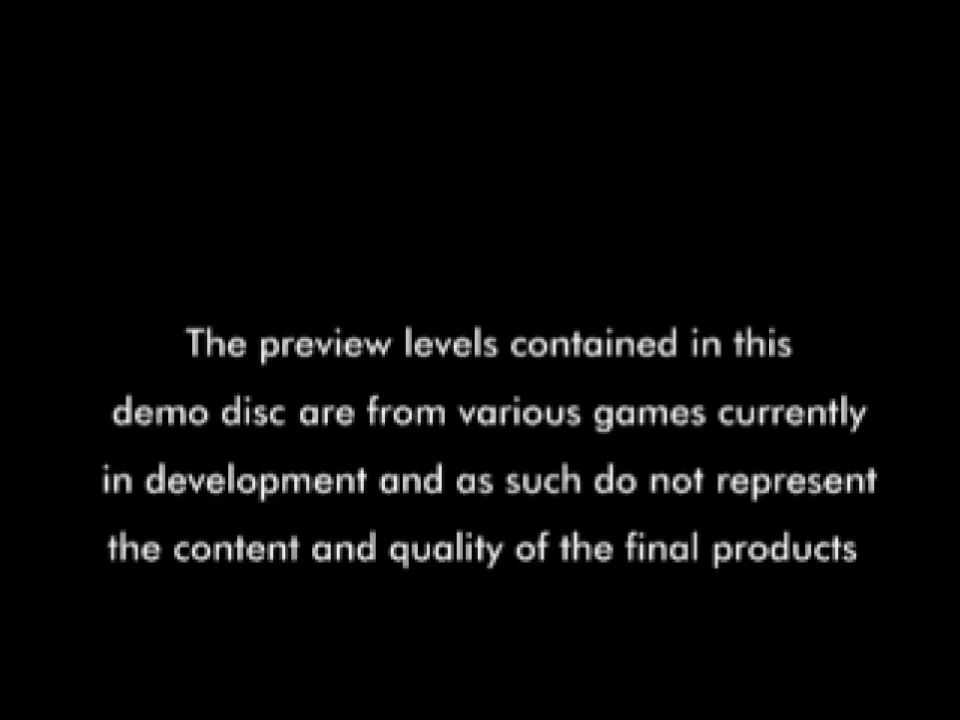 The preview levels contained in this
demo disc are from various games currently
in development and as such do not represent
the content and quality of the final products